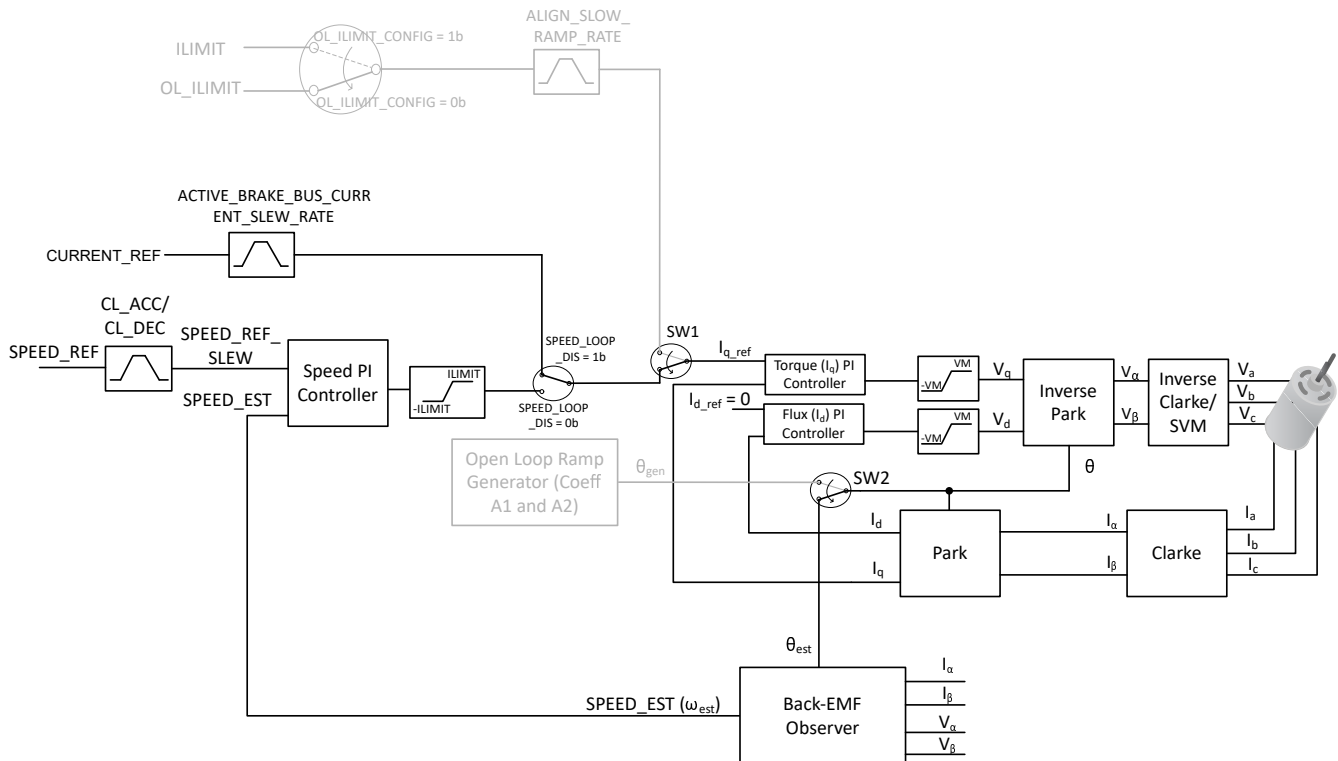 ALIGN_SLOW_
RAMP_RATE
OL_ILIMIT_CONFIG = 1b
ILIMIT
OL_ILIMIT
OL_ILIMIT_CONFIG = 0b
ACTIVE_BRAKE_BUS_CURR
ENT_SLEW_RATE
CURRENT_REF
CL_ACC/
CL_DEC
SPEED_REF
SPEED_REF_
SLEW
SPEED_EST
Speed PI
Controller
ILIMIT
-ILIMIT
SPEED_LOOP
_DIS = 1b
SPEED_LOOP
_DIS = 0b
SW1
Iq_ref
Torque (Iq) PI
Controller
VM
-VM
Vq
Id_ref = 0
Flux (Id) PI
Controller
VM
-VM
Vd
Inverse
Park
Vα
Vβ
Inverse
Clarke/
SVM
Va
Vb
Vc
Open Loop Ramp
Generator (Coeff
A1 and A2)
θgen
SW2
θ
Id
Iq
Park
Iα
Iβ
Clarke
Ia
Ib
Ic
θest
SPEED_EST (ωest)
Back-EMF
Observer
Iα
Iβ
Vα
Vβ